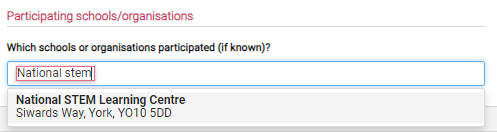 Participating schools/organisations
Which schools or organisations participated (if known)?
National stem
National STEM Learning Centre
Siwards Way, York, YO10 5DD